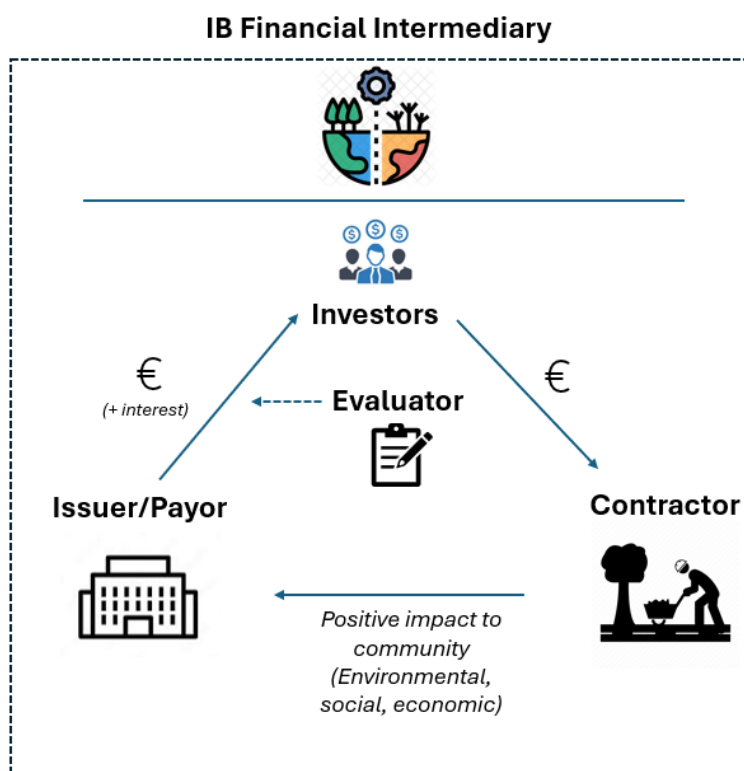 IB Financial Intermediary
Investors
€
(+ interest)
€
Evaluator
Issuer/Payor
Contractor
Positive impact to
community
(Environmental,
social, economic)